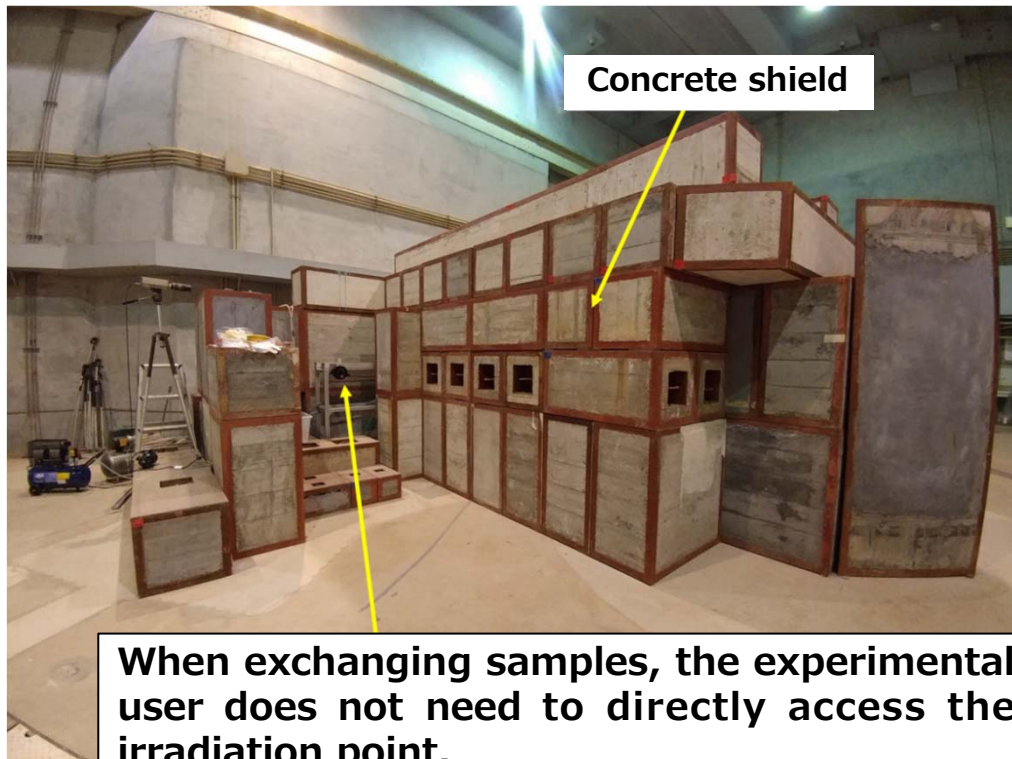 Concrete shield
When exchanging samples, the experimental
user does not need to directly access the
irradiation point.